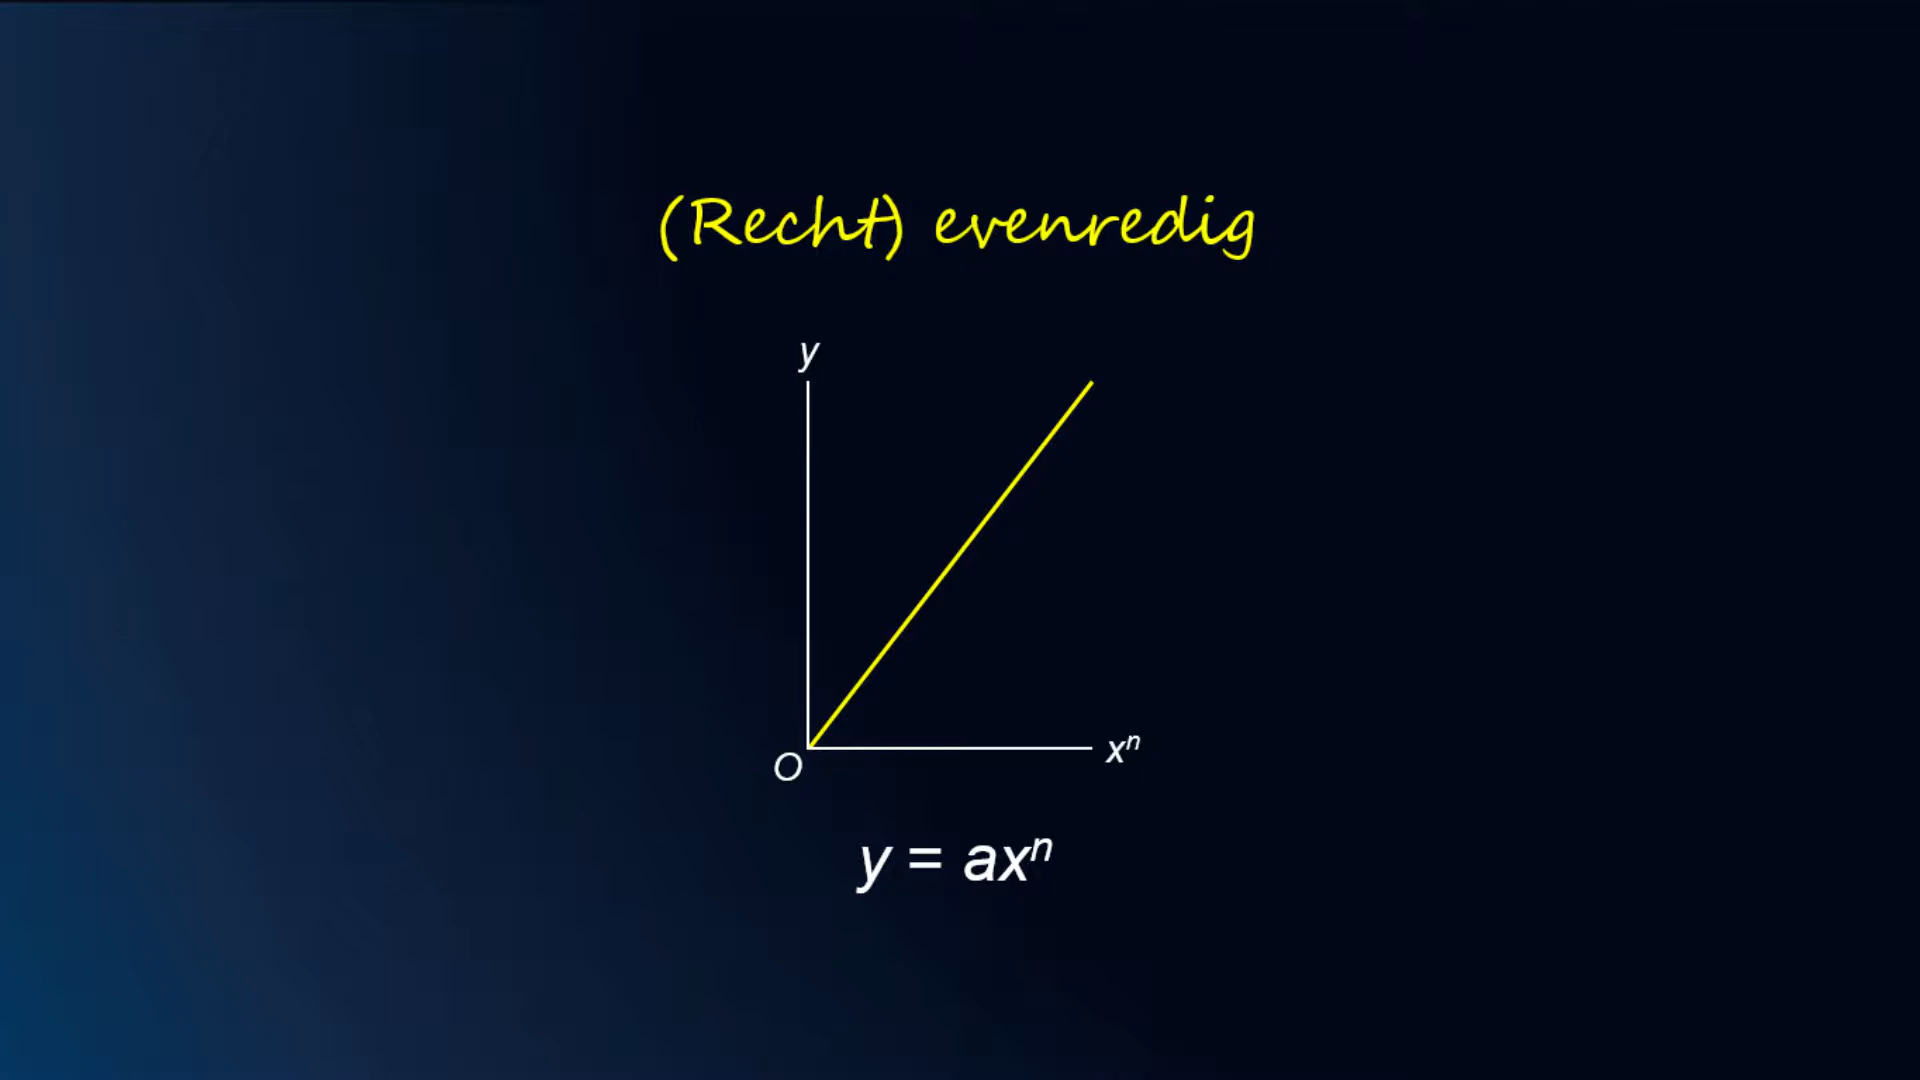 (Recht) evenredig
y
O
xⁿ
y = axⁿ